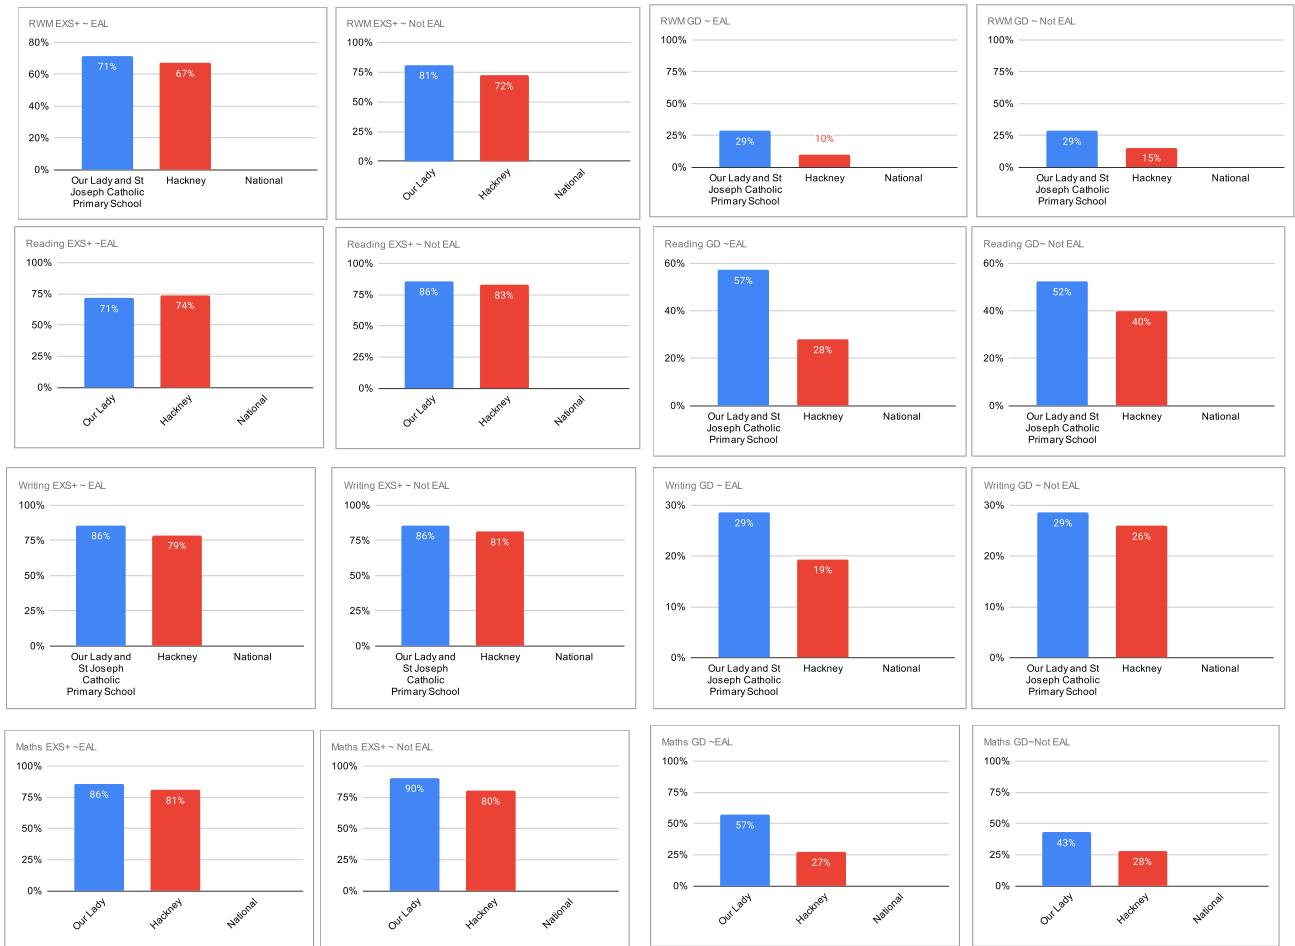 RWM EXS+ ~ EAL
80%
60%
40%
20%
0%
71%
67%
Our Lady and St
Joseph Catholic
Primary School
Hackney
National
RWM EXS+ ~ Not EAL
100%
75%
50%
25%
0%
81%
72%
Our Lady
Hackney
National
RWM GD ~ EAL
100%
75%
50%
25%
0%
29%
10%
Our Lady and St
Joseph Catholic
Primary School
Hackney
National
RWM GD ~ Not EAL
100%
75%
50%
25%
0%
29%
15%
Our Lady and St
Joseph Catholic
Primary School
Hackney
National
Reading EXS+ ~EAL
100%
75%
50%
25%
0%
71%
74%
Our Lady
Hackney
National
Reading EXS+ ~ Not EAL
100%
75%
50%
25%
0%
86%
83%
Our Lady
Hackney
National
Reading GD ~EAL
60%
40%
20%
0%
57%
28%
Our Lady and St
Joseph Catholic
Primary School
Hackney
National
Reading GD~ Not EAL
60%
40%
20%
0%
52%
40%
Our Lady and St
Joseph Catholic
Primary School
Hackney
National
Writing EXS+ ~ EAL
100%
75%
50%
25%
0%
86%
79%
Our Lady and
St Joseph
Catholic
Primary School
Hackney
National
Writing EXS+ ~ Not EAL
100%
75%
50%
25%
0%
86%
81%
Our Lady and
St Joseph
Catholic
Primary School
Hackney
National
Writing GD ~ EAL
30%
20%
10%
0%
29%
19%
Our Lady and St
Joseph Catholic
Primary School
Hackney
National
Writing GD ~ Not EAL
30%
20%
10%
0%
29%
26%
Our Lady and St
Joseph Catholic
Primary School
Hackney
National
Maths EXS+ ~EAL
100%
75%
50%
25%
0%
86%
81%
Our Lady
Hackney
National
Maths EXS+ ~ Not EAL
100%
75%
50%
25%
0%
90%
80%
Our Lady
Hackney
National
Maths GD ~EAL
100%
75%
50%
25%
0%
57%
27%
Our Lady
Hackney
National
Maths GD~Not EAL
100%
75%
50%
25%
0%
43%
28%
Our Lady
Hackney
National